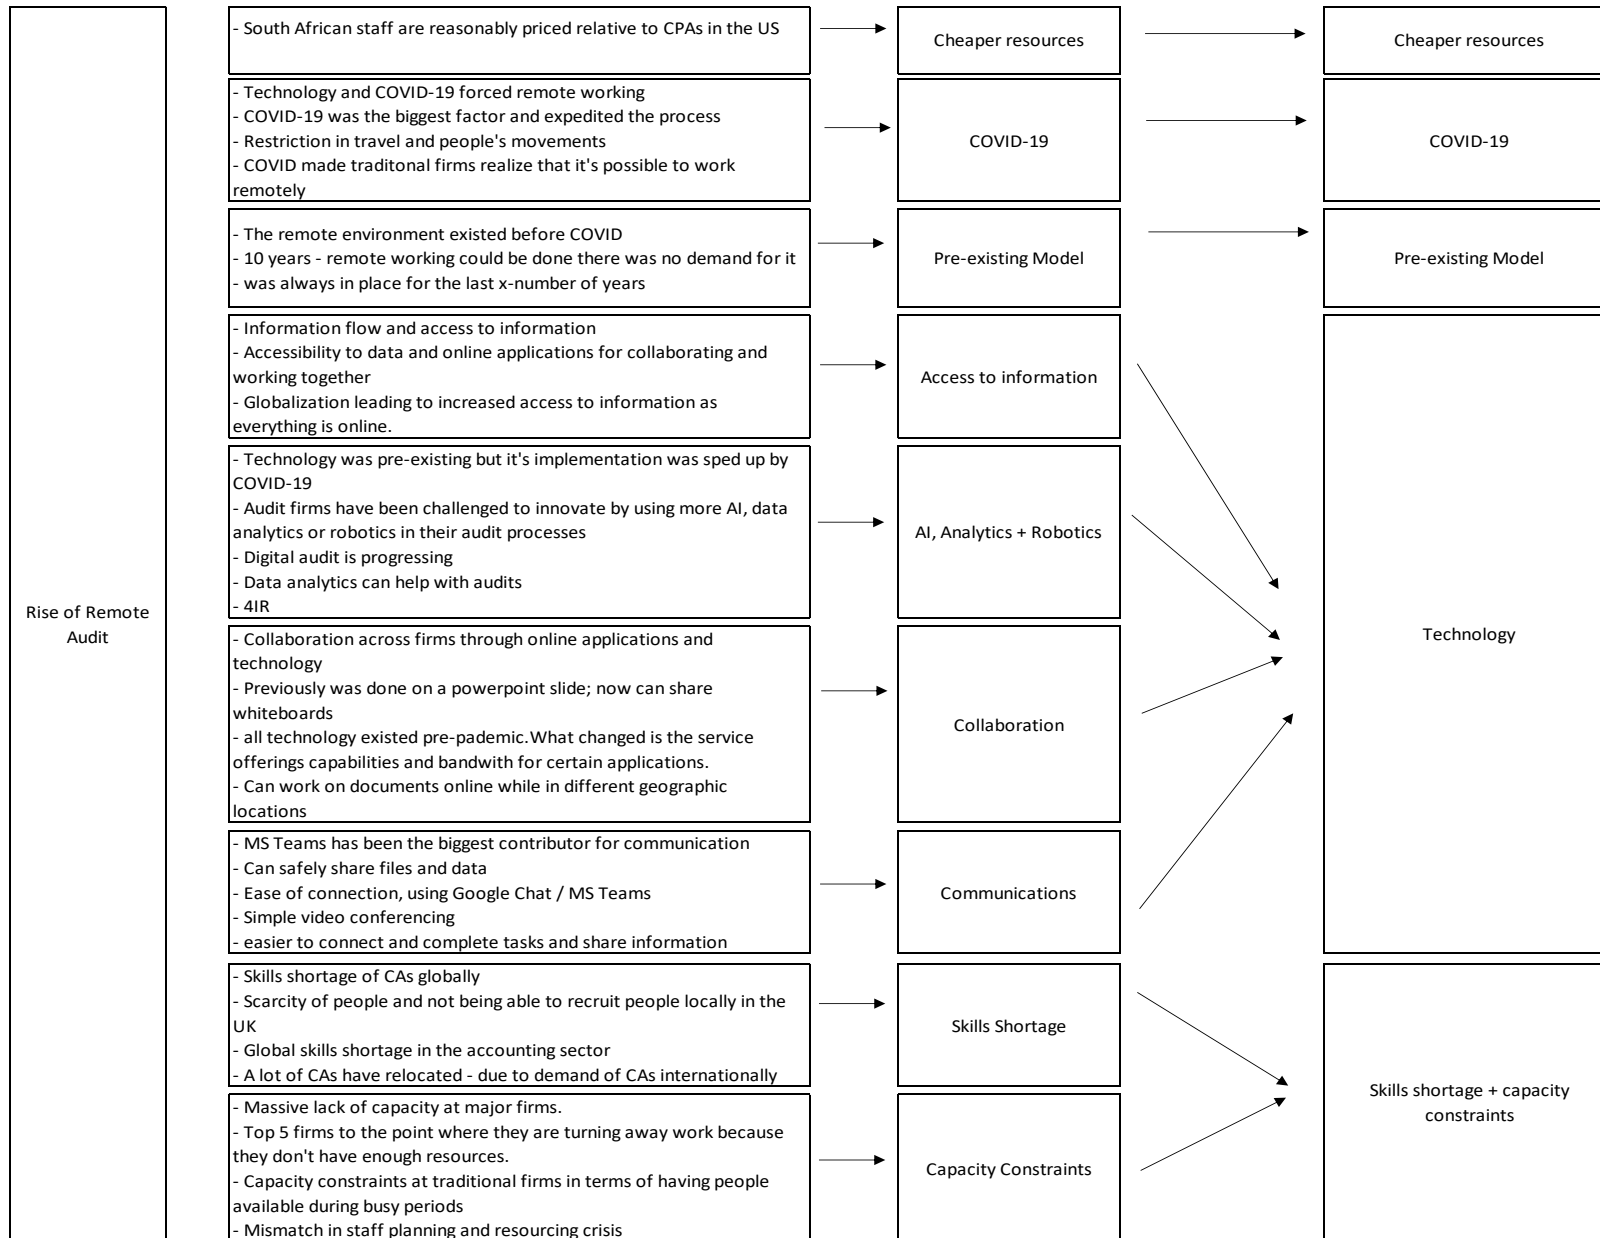 Rise of Remote
Audit
- South African staff are reasonably priced relative to CPAs in the US
Cheaper resources
Cheaper resources
- Technology and COVID-19 forced remote working
- COVID-19 was the biggest factor and expedited the process
- Restriction in travel and people's movements
- COVID made traditonal firms realize that it's possible to work
remotely
COVID-19
COVID-19
- The remote environment existed before COVID
- 10 years - remote working could be done there was no demand for it
- was always in place for the last x-number of years
Pre-existing Model
Pre-existing Model
- Information flow and access to information
- Accessibility to data and online applications for collaborating and
working together
- Globalization leading to increased access to information as
everything is online.
Access to information
- Technology was pre-existing but it's implementation was sped up by
COVID-19
- Audit firms have been challenged to innovate by using more AI, data
analytics or robotics in their audit processes
- Digital audit is progressing
- Data analytics can help with audits
- 4IR
AI, Analytics + Robotics
- Collaboration across firms through online applications and
technology
- Previously was done on a powerpoint slide; now can share
whiteboards
- all technology existed pre-pademic.What changed is the service
offerings capabilities and bandwith for certain applications.
- Can work on documents online while in different geographic
locations
Collaboration
- MS Teams has been the biggest contributor for communication
- Can safely share files and data
- Ease of connection, using Google Chat / MS Teams
- Simple video conferencing
- easier to connect and complete tasks and share information
Communications
Technology
- Skills shortage of CAs globally
- Scarcity of people and not being able to recruit people locally in the
UK
- Global skills shortage in the accounting sector
- A lot of CAs have relocated - due to demand of CAs internationally
Skills Shortage
- Massive lack of capacity at major firms.
- Top 5 firms to the point where they are turning away work because
they don't have enough resources.
- Capacity constraints at traditional firms in terms of having people
available during busy periods
- Mismatch in staff planning and resourcing crisis
Capacity Constraints
Skills shortage + capacity
constraints